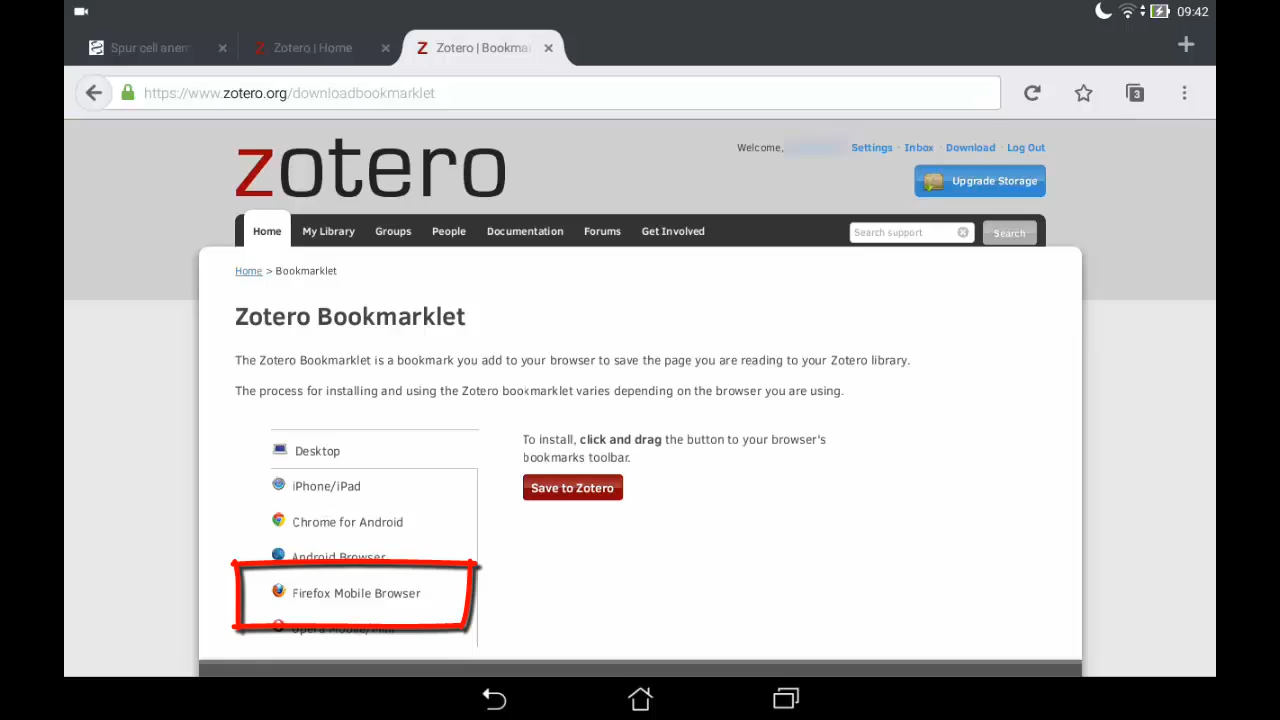 09:42
Spur cell anem
Zotero | Home
Zotero | Bookma
https://www.zotero.org/downloadbookmarklet
3
zotero
Welcome, Settings · Inbox · Download · Log Out
Upgrade Storage
Home My Library Groups People Documentation Forums Get Involved
Search support Search
Home > Bookmarklet
Zotero Bookmarklet
The Zotero Bookmarklet is a bookmark you add to your browser to save the page you are reading to your Zotero library.
The process for installing and using the Zotero bookmarklet varies depending on the browser you are using.
Desktop
iPhone/iPad
Chrome for Android
Android Browser
Firefox Mobile Browser
Opera Mobile/Mini
To install, click and drag the button to your browser's
bookmarks toolbar.
Save to Zotero